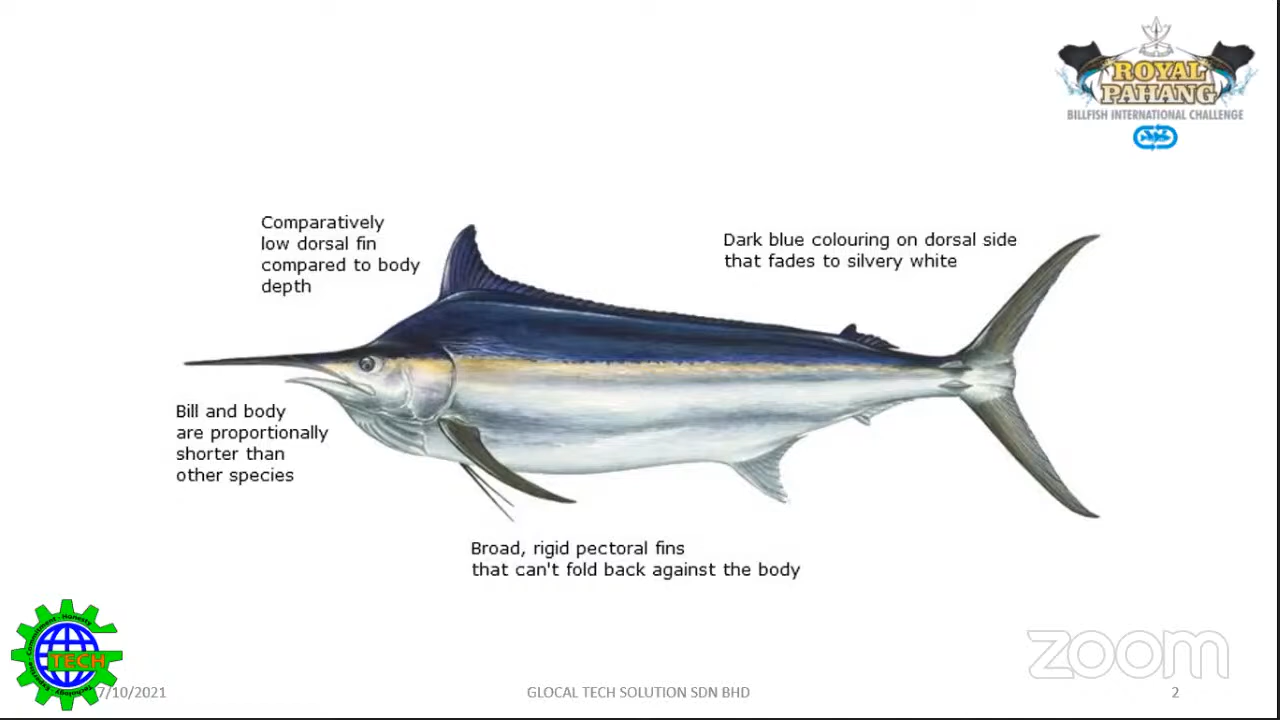 ROYAL
PAHANG
BILLFISH INTERNATIONAL CHALLENGE
Comparatively
low dorsal fin
compared to body
depth
Dark blue colouring on dorsal side
that fades to silvery white
Bill and body
are proportionally
shorter than
other species
Broad, rigid pectoral fins
that can't fold back against the body
Commitment - Honesty
TECH
7/10/2021
GLOCAL TECH SOLUTION SDN BHD
zoom
2